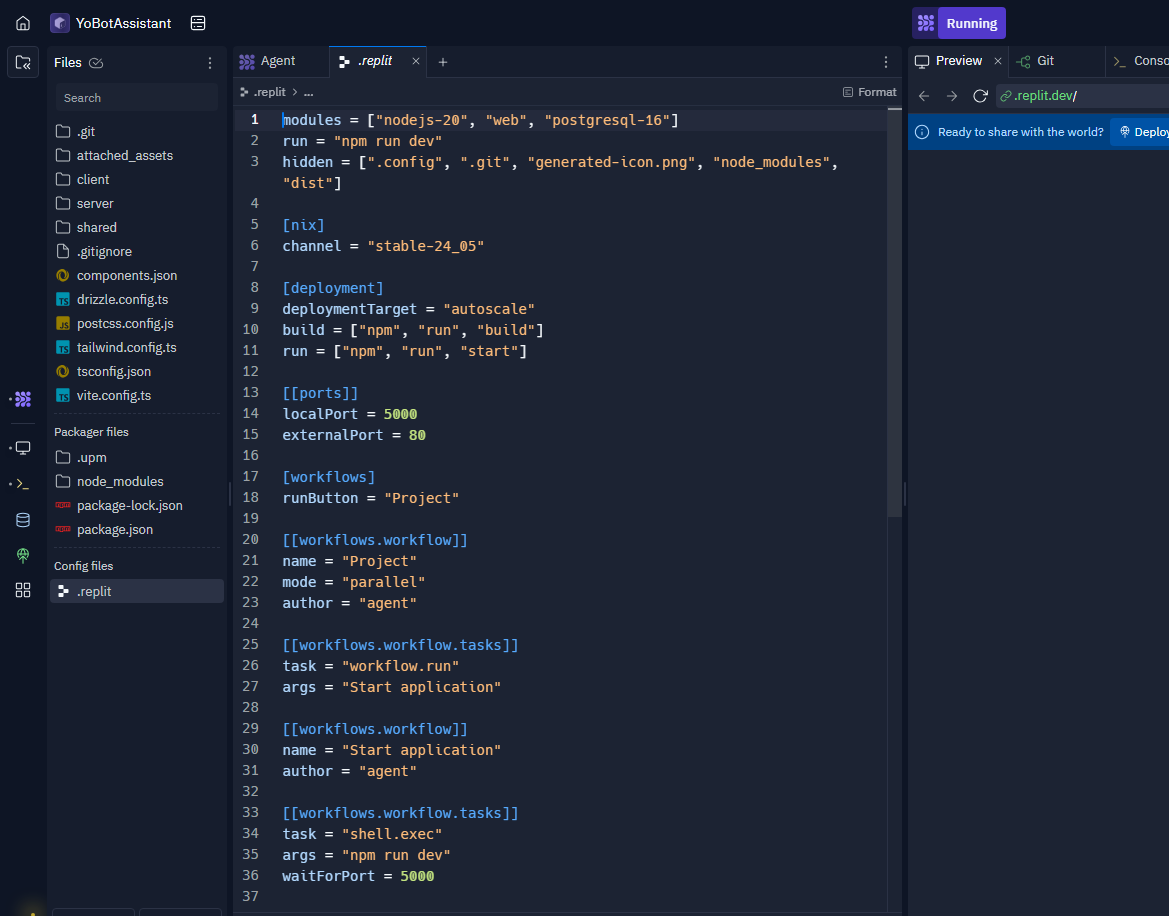 YoBotAssistant
Running
Files
Search
.git
attached_assets
client
server
shared
.gitignore
components.json
TS drizzle.config.ts
JS postcss.config.js
TS tailwind.config.ts
tsconfig.json
TS vite.config.ts
Packager files
.upm
node_modules
npm package-lock.json
npm package.json
Config files
.replit
Agent
.replit × +
.replit > ...
Format
1 modules = ["nodejs-20", "web", "postgresql-16"]
2 run = "npm run dev"
3 hidden = [".config", ".git", "generated-icon.png", "node_modules",
"dist"]
4
5 [nix]
6 channel = "stable-24_05"
7
8 [deployment]
9 deploymentTarget = "autoscale"
10 build = ["npm", "run", "build"]
11 run = ["npm", "run", "start"]
12
13 [[ports]]
14 localPort = 5000
15 externalPort = 80
16
17 [workflows]
18 runButton = "Project"
19
20 [[workflows.workflow]]
21 name = "Project"
22 mode = "parallel"
23 author = "agent"
24
25 [[workflows.workflow.tasks]]
26 task = "workflow.run"
27 args = "Start application"
28
29 [[workflows.workflow]]
30 name = "Start application"
31 author = "agent"
32
33 [[workflows.workflow.tasks]]
34 task = "shell.exec"
35 args = "npm run dev"
36 waitForPort = 5000
37
Preview × Git >_ Conso
.replit.dev/
Ready to share with the world? Deploy